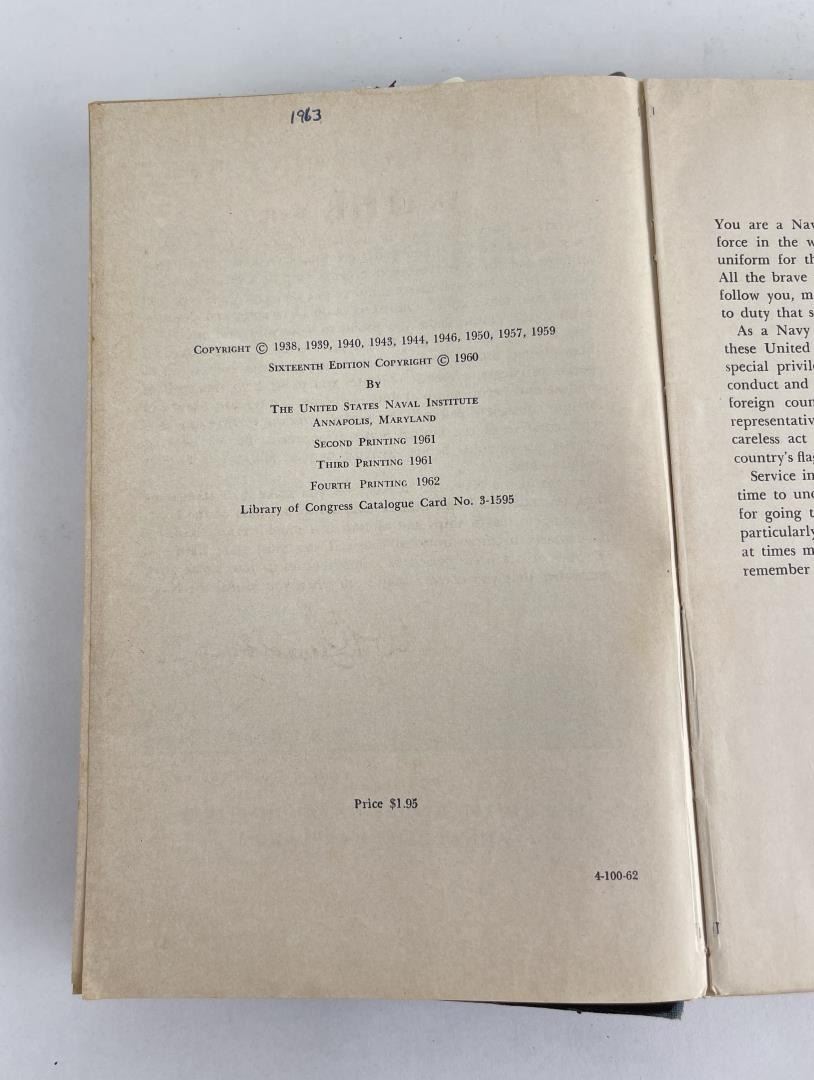 1963
Copyright © 1938, 1939, 1940, 1943, 1944, 1946, 1950, 1957, 1959
Sixteenth Edition Copyright © 1960
By
The United States Naval Institute
Annapolis, Maryland
Second Printing 1961
Third Printing 1961
Fourth Printing 1962
Library of Congress Catalogue Card No. 3-1595
Price $1.95
4-100-62
You are a Nav
force in the w
uniform for th
All the brave
follow you, m
to duty that s
As a Navy
these United
special privile
conduct and
foreign coun
representativ
careless act
country's fla
Service in
time to und
for going t
particularly
at times m
remember